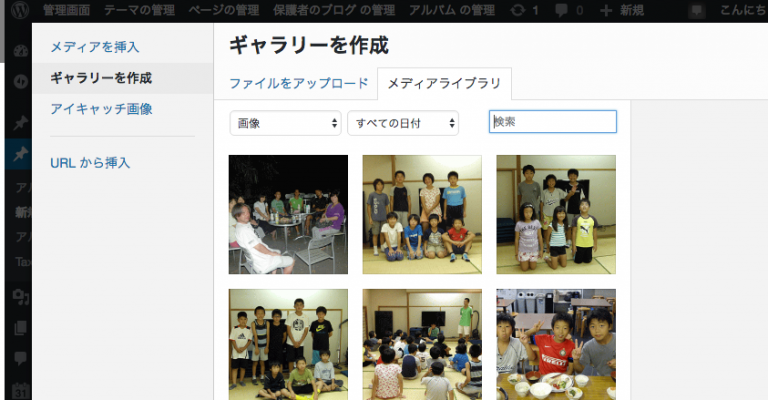 管理画面 テーマの管理 ページの管理 保護者のブログ の管理 アルバム の管理 1 0 新規 こんにち
メディアを挿入
ギャラリーを作成
アイキャッチ画像
URL から挿入
ギャラリーを作成
ファイルをアップロード メディアライブラリ
画像 すべての日付 検索
アル
新規
アル
Tax
31